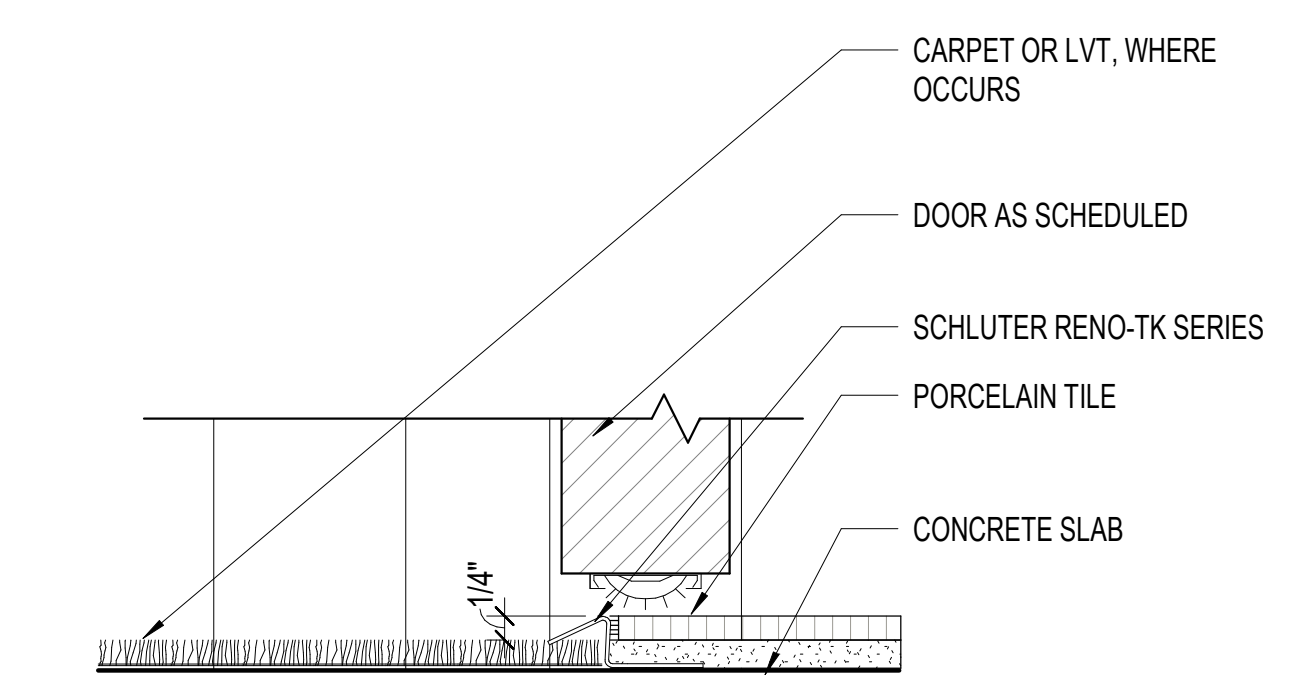 CARPET OR LVT, WHERE
OCCURS
DOOR AS SCHEDULED
SCHLUTER RENO-TK SERIES
PORCELAIN TILE
CONCRETE SLAB
1/4"